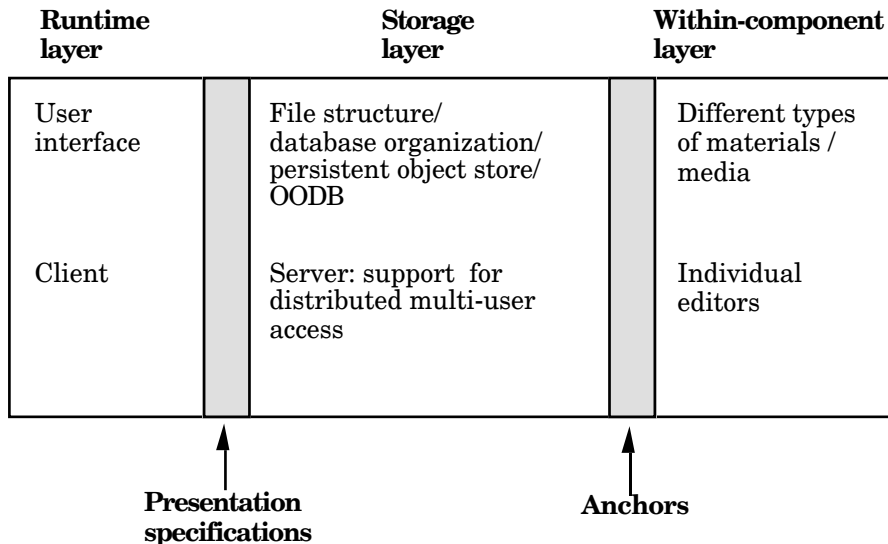 Runtime
layer
Storage
layer
Within-component
layer
User
interface
File structure/
database organization/
persistent object store/
OODB
Different types
of materials /
media
Client
Server: support for
distributed multi-user
access
Individual
editors
Presentation
specifications
Anchors